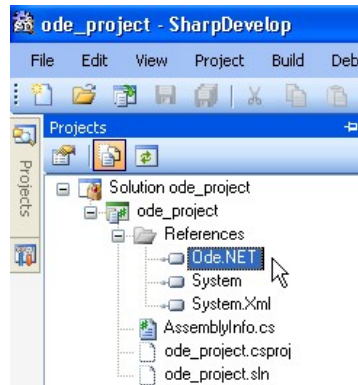 ode_project - SharpDevelop
File Edit View Project Build Deb
Projects
Projects
Solution ode_project
ode_project
References
Ode.NET
System
System.Xml
AssemblyInfo.cs
ode_project.csproj
ode_project.sln